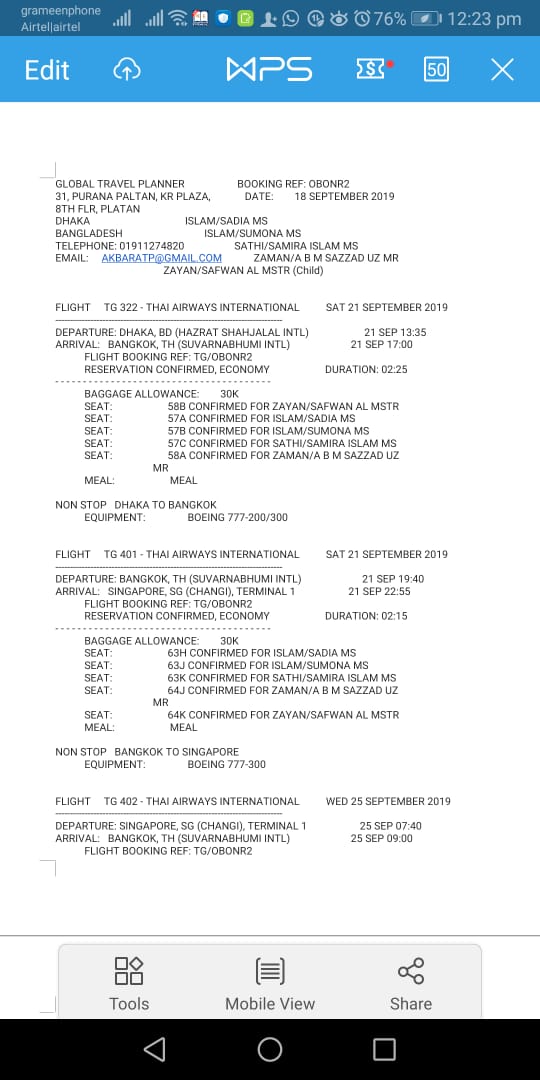 grameenphone
Airtel|airtel
76%
12:23 pm
Edit
WPS
50
GLOBAL TRAVEL PLANNER BOOKING REF: OBONR2
31, PURANA PALTAN, KR PLAZA, DATE: 18 SEPTEMBER 2019
8TH FLR, PLATAN
DHAKA ISLAM/SADIA MS
BANGLADESH ISLAM/SUMONA MS
TELEPHONE: 01911274820 SATHI/SAMIRA ISLAM MS
EMAIL: AKBARATP@GMAIL.COM ZAMAN/A B M SAZZAD UZ MR
ZAYAN/SAFWAN AL MSTR (Child)
FLIGHT TG 322 - THAI AIRWAYS INTERNATIONAL SAT 21 SEPTEMBER 2019
DEPARTURE: DHAKA, BD (HAZRAT SHAHJALAL INTL) 21 SEP 13:35
ARRIVAL: BANGKOK, TH (SUVARNABHUMI INTL) 21 SEP 17:00
FLIGHT BOOKING REF: TG/OBONR2
RESERVATION CONFIRMED, ECONOMY DURATION: 02:25
BAGGAGE ALLOWANCE: 30K
SEAT: 58B CONFIRMED FOR ZAYAN/SAFWAN AL MSTR
SEAT: 57A CONFIRMED FOR ISLAM/SADIA MS
SEAT: 57B CONFIRMED FOR ISLAM/SUMONA MS
SEAT: 57C CONFIRMED FOR SATHI/SAMIRA ISLAM MS
SEAT: 58A CONFIRMED FOR ZAMAN/A B M SAZZAD UZ
MR
MEAL: MEAL
NON STOP DHAKA TO BANGKOK
EQUIPMENT: BOEING 777-200/300
FLIGHT TG 401 - THAI AIRWAYS INTERNATIONAL SAT 21 SEPTEMBER 2019
DEPARTURE: BANGKOK, TH (SUVARNABHUMI INTL) 21 SEP 19:40
ARRIVAL: SINGAPORE, SG (CHANGI), TERMINAL 1 21 SEP 22:55
FLIGHT BOOKING REF: TG/OBONR2
RESERVATION CONFIRMED, ECONOMY DURATION: 02:15
BAGGAGE ALLOWANCE: 30K
SEAT: 63H CONFIRMED FOR ISLAM/SADIA MS
SEAT: 63J CONFIRMED FOR ISLAM/SUMONA MS
SEAT: 63K CONFIRMED FOR SATHI/SAMIRA ISLAM MS
SEAT: 64J CONFIRMED FOR ZAMAN/A B M SAZZAD UZ
MR
SEAT: 64K CONFIRMED FOR ZAYAN/SAFWAN AL MSTR
MEAL: MEAL
NON STOP BANGKOK TO SINGAPORE
EQUIPMENT: BOEING 777-300
FLIGHT TG 402 - THAI AIRWAYS INTERNATIONAL WED 25 SEPTEMBER 2019
DEPARTURE: SINGAPORE, SG (CHANGI), TERMINAL 1 25 SEP 07:40
ARRIVAL: BANGKOK, TH (SUVARNABHUMI INTL) 25 SEP 09:00
FLIGHT BOOKING REF: TG/OBONR2
Tools
Mobile View
Share